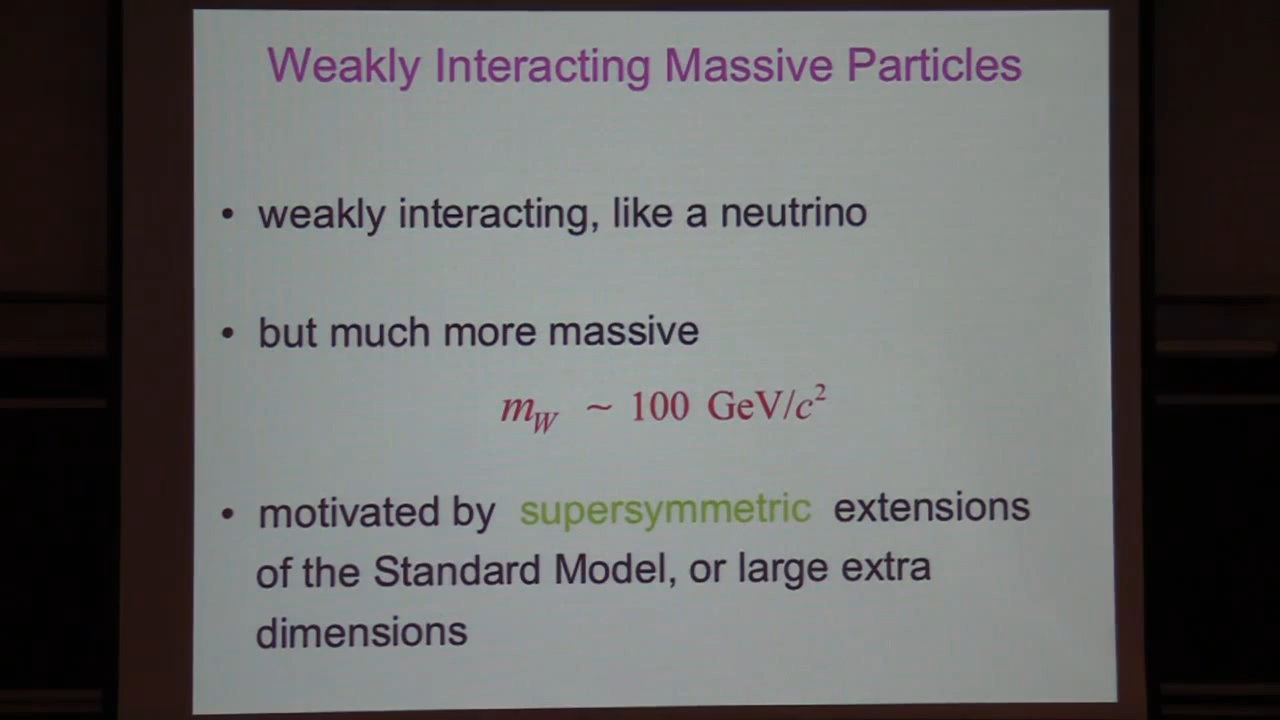 Weakly Interacting Massive Particles
• weakly interacting, like a neutrino
• but much more massive
m_W ~ 100 GeV/c²
• motivated by supersymmetric extensions
of the Standard Model, or large extra
dimensions